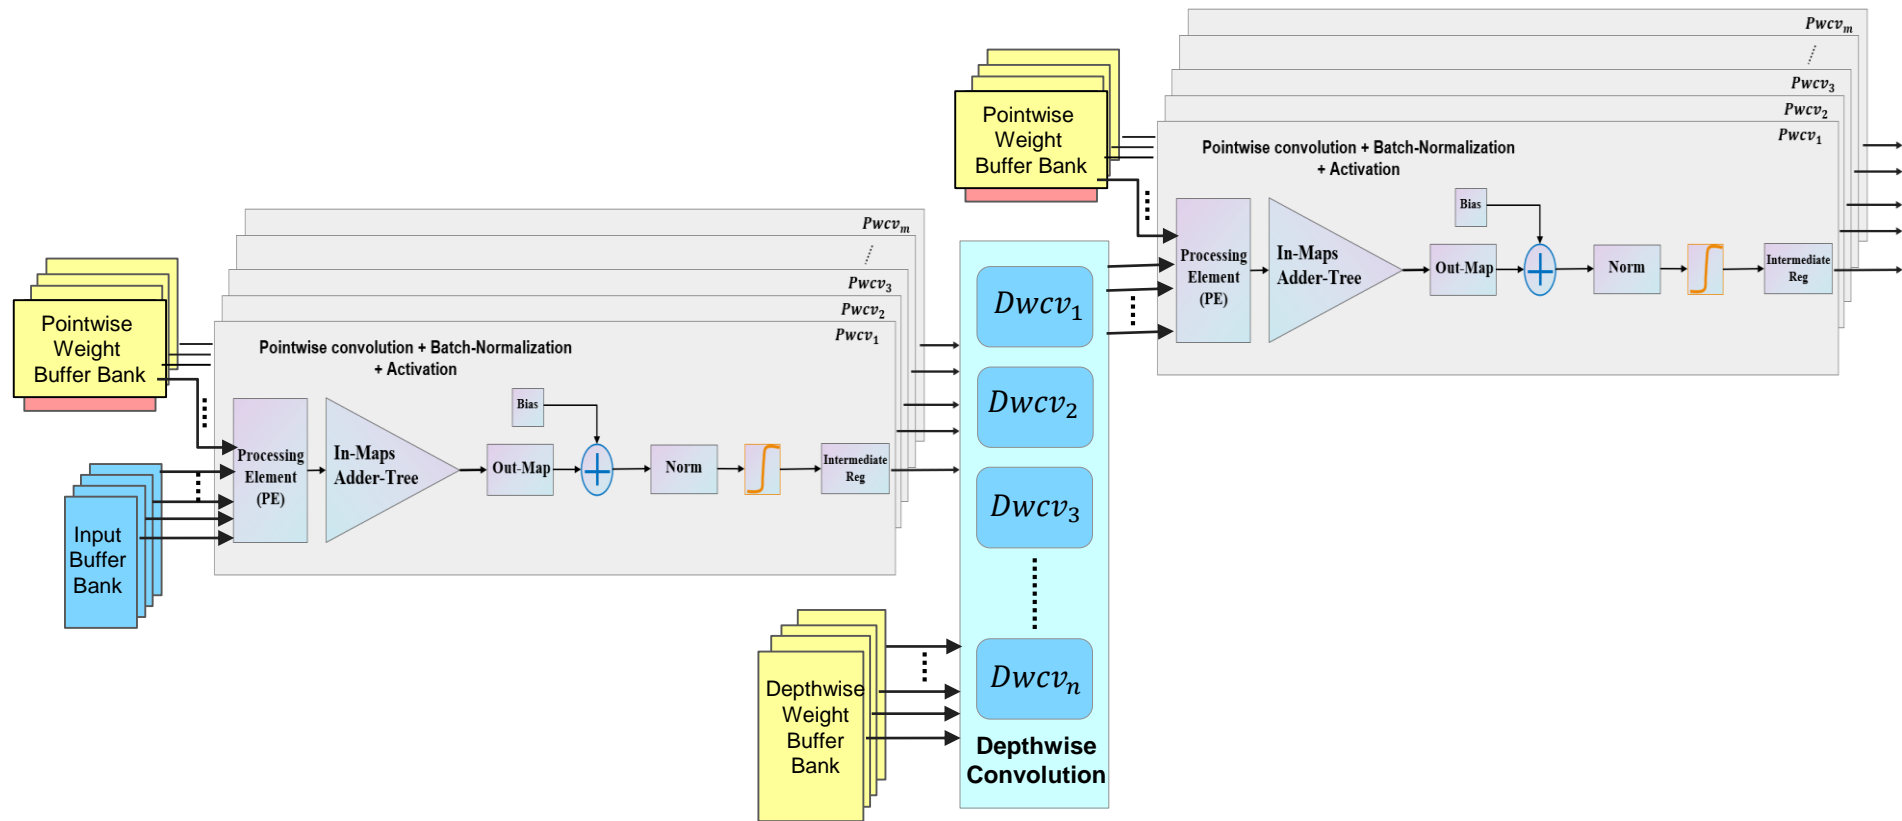 Pointwise
Weight
Buffer Bank
Input
Buffer
Bank
Pwcv_m
Pwcv_3
Pwcv_2
Pwcv_1
Pointwise convolution + Batch-Normalization
+ Activation
Processing
Element
(PE)
In-Maps
Adder-Tree
Out-Map
Bias
Norm
Intermediate
Reg
Depthwise
Weight
Buffer
Bank
Dwcv_1
Dwcv_2
Dwcv_3
Dwcv_n
Depthwise
Convolution
Pointwise
Weight
Buffer Bank
Pwcv_m
Pwcv_3
Pwcv_2
Pwcv_1
Pointwise convolution + Batch-Normalization
+ Activation
Processing
Element
(PE)
In-Maps
Adder-Tree
Out-Map
Bias
Norm
Intermediate
Reg